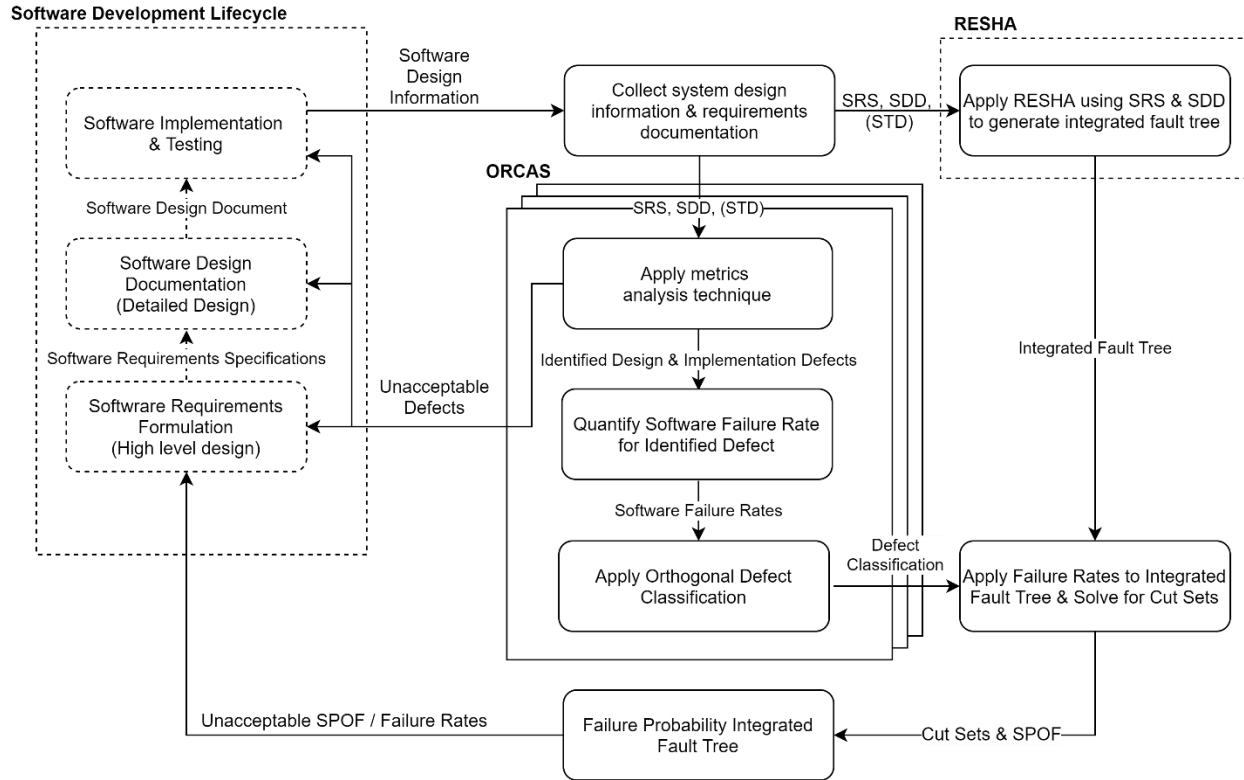 Software Development Lifecycle
Software Implementation
& Testing
Software Design Document
Software Design
Documentation
(Detailed Design)
Software Requirements Specifications
Softrware Requirements
Formulation
(High level design)
Software
Design
Information
Collect system design
information & requirements
documentation
SRS, SDD,
(STD)
RESHA
Apply RESHA using SRS & SDD
to generate integrated fault tree
ORCAS
SRS, SDD, (STD)
Apply metrics
analysis technique
Identified Design & Implementation Defects
Unacceptable
Defects
Quantify Software Failure Rate
for Identified Defect
Software Failure Rates
Apply Orthogonal Defect
Classification
Defect
Classification
Integrated Fault Tree
Apply Failure Rates to Integrated
Fault Tree & Solve for Cut Sets
Cut Sets & SPOF
Failure Probability Integrated
Fault Tree
Unacceptable SPOF / Failure Rates